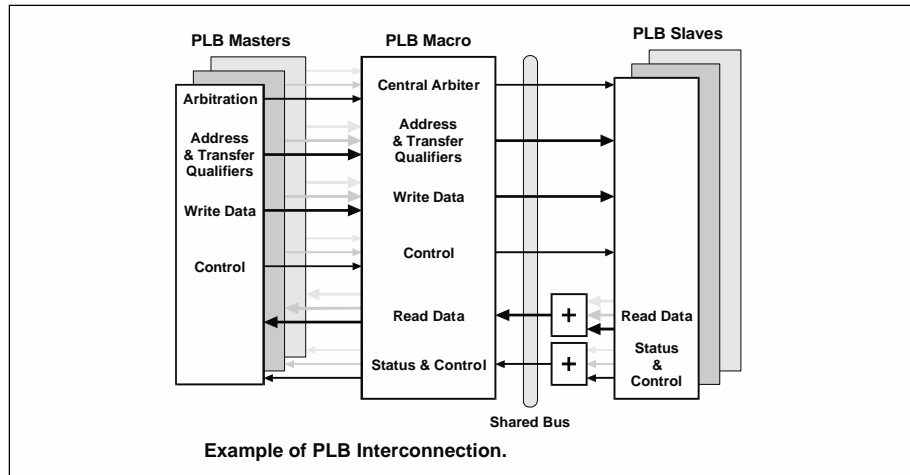 PLB Masters
PLB Macro
PLB Slaves
Arbitration
Central Arbiter
Address
& Transfer
Qualifiers
Address
& Transfer
Qualifiers
Write Data
Write Data
Control
Control
Read Data
+
Read Data
Status & Control
+
Status
&
Control
Shared Bus
Example of PLB Interconnection.